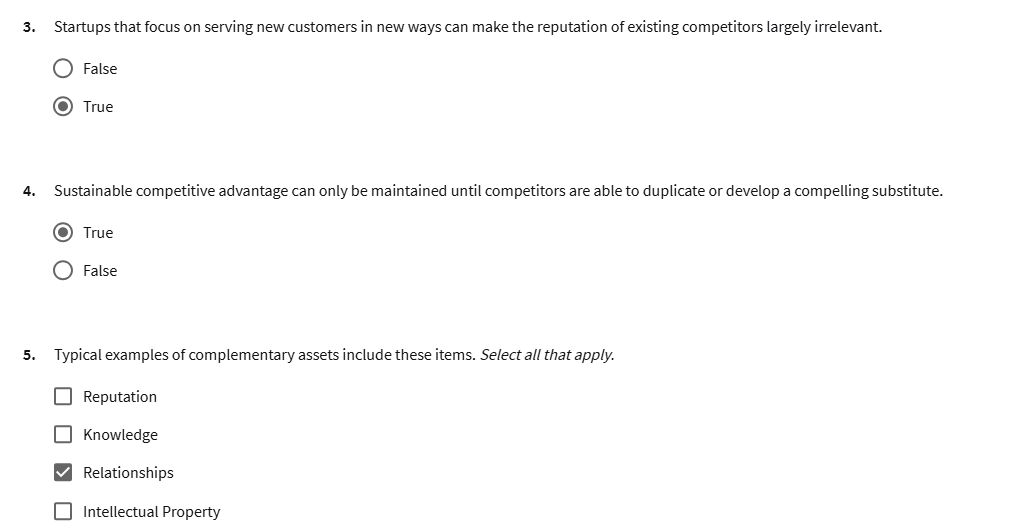 3. Startups that focus on serving new customers in new ways can make the reputation of existing competitors largely irrelevant.
False
True
4. Sustainable competitive advantage can only be maintained until competitors are able to duplicate or develop a compelling substitute.
True
False
5. Typical examples of complementary assets include these items. Select all that apply.
Reputation
Knowledge
Relationships
Intellectual Property